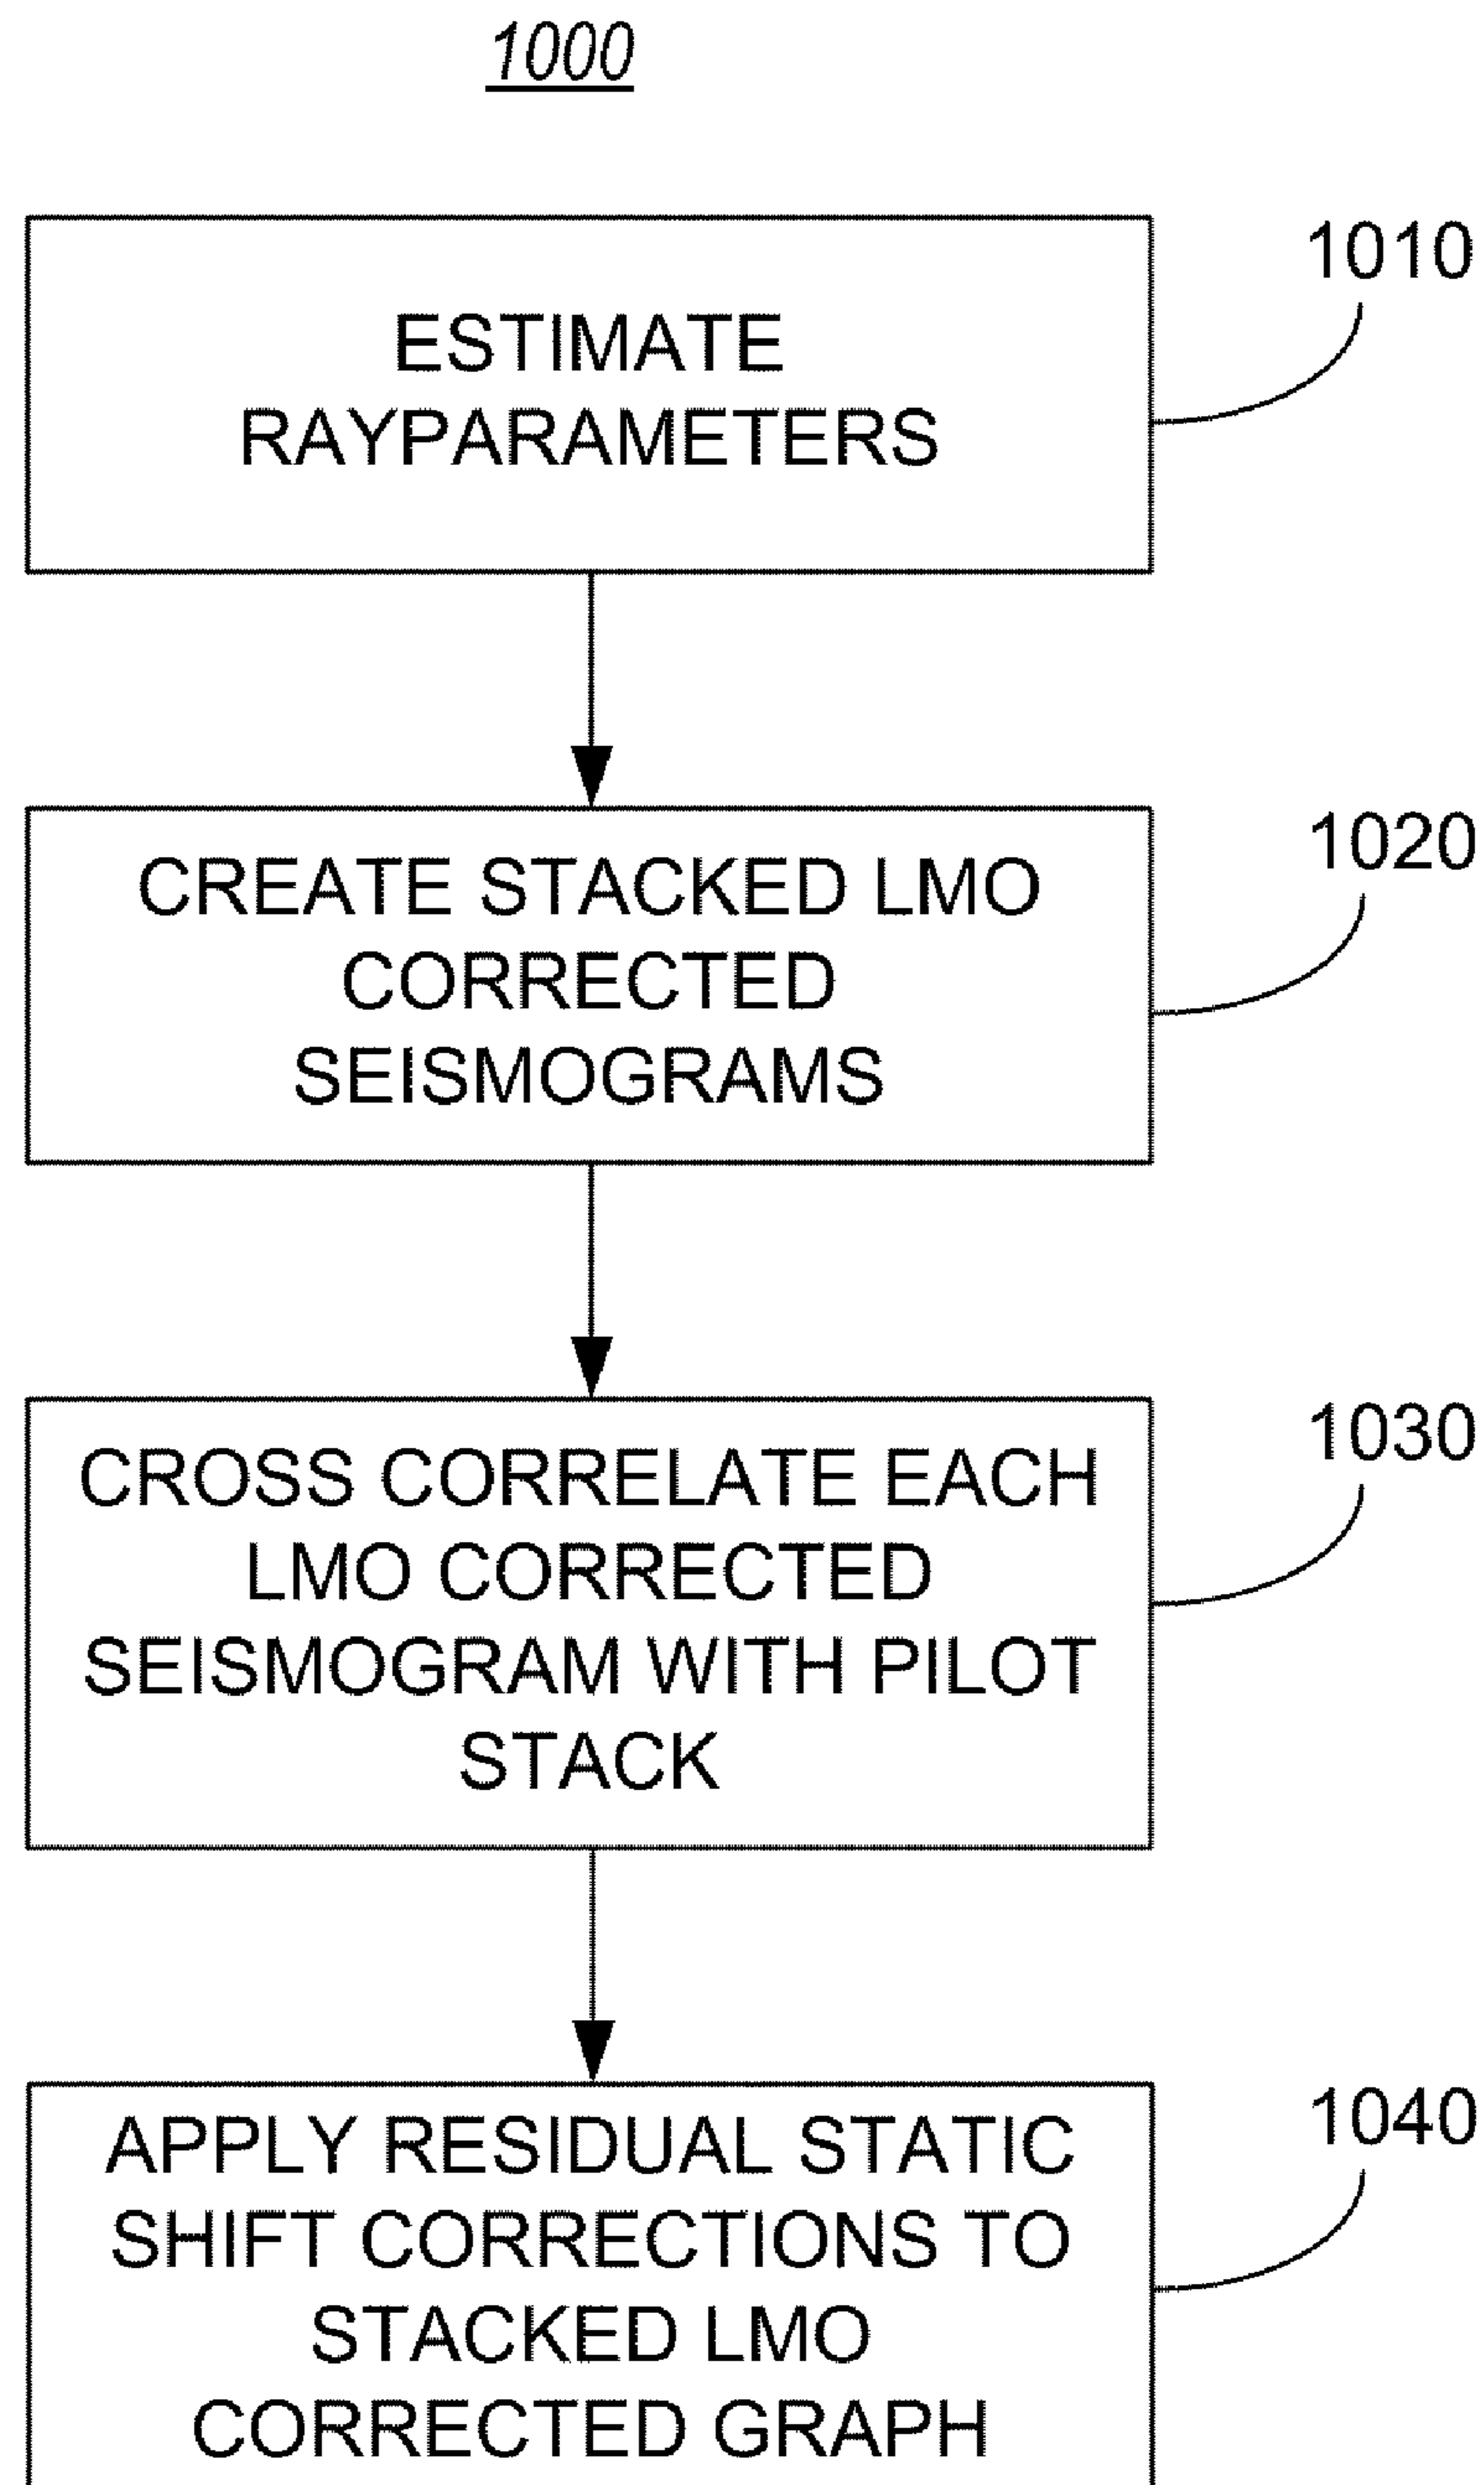 1000
1010
ESTIMATE
RAYPARAMETERS
1020
CREATE STACKED LMO
CORRECTED
SEISMOGRAMS
1030
CROSS CORRELATE EACH
LMO CORRECTED
SEISMOGRAM WITH PILOT
STACK
1040
APPLY RESIDUAL STATIC
SHIFT CORRECTIONS TO
STACKED LMO
CORRECTED GRAPH